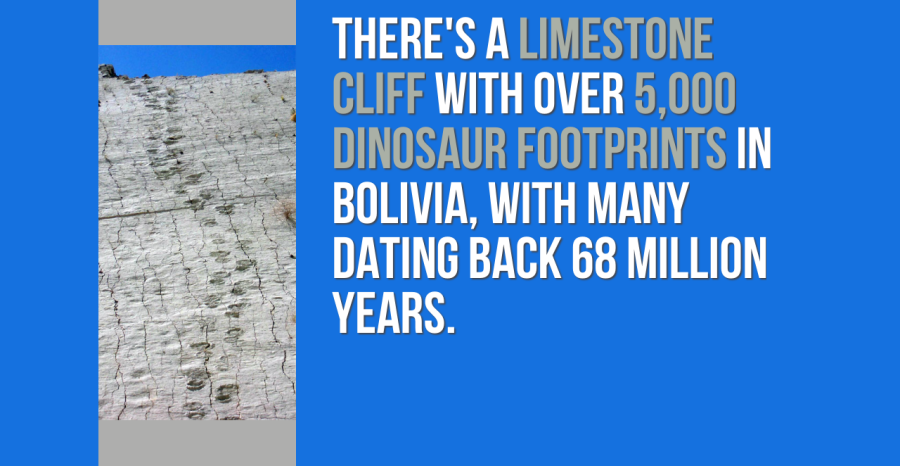 THERE'S A LIMESTONE
CLIFF WITH OVER 5,000
DINOSAUR FOOTPRINTS IN
BOLIVIA, WITH MANY
DATING BACK 68 MILLION
YEARS.